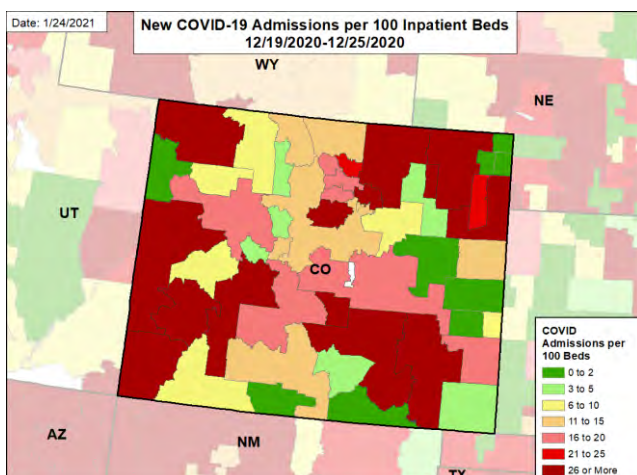 Date: 1/24/2021
New COVID-19 Admissions per 100 Inpatient Beds
12/19/2020-12/25/2020
WY
NE
UT
CO
AZ
NM
TX
COVID
Admissions per
100 Beds
0 to 2
3 to 5
6 to 10
11 to 15
16 to 20
21 to 25
26 or More